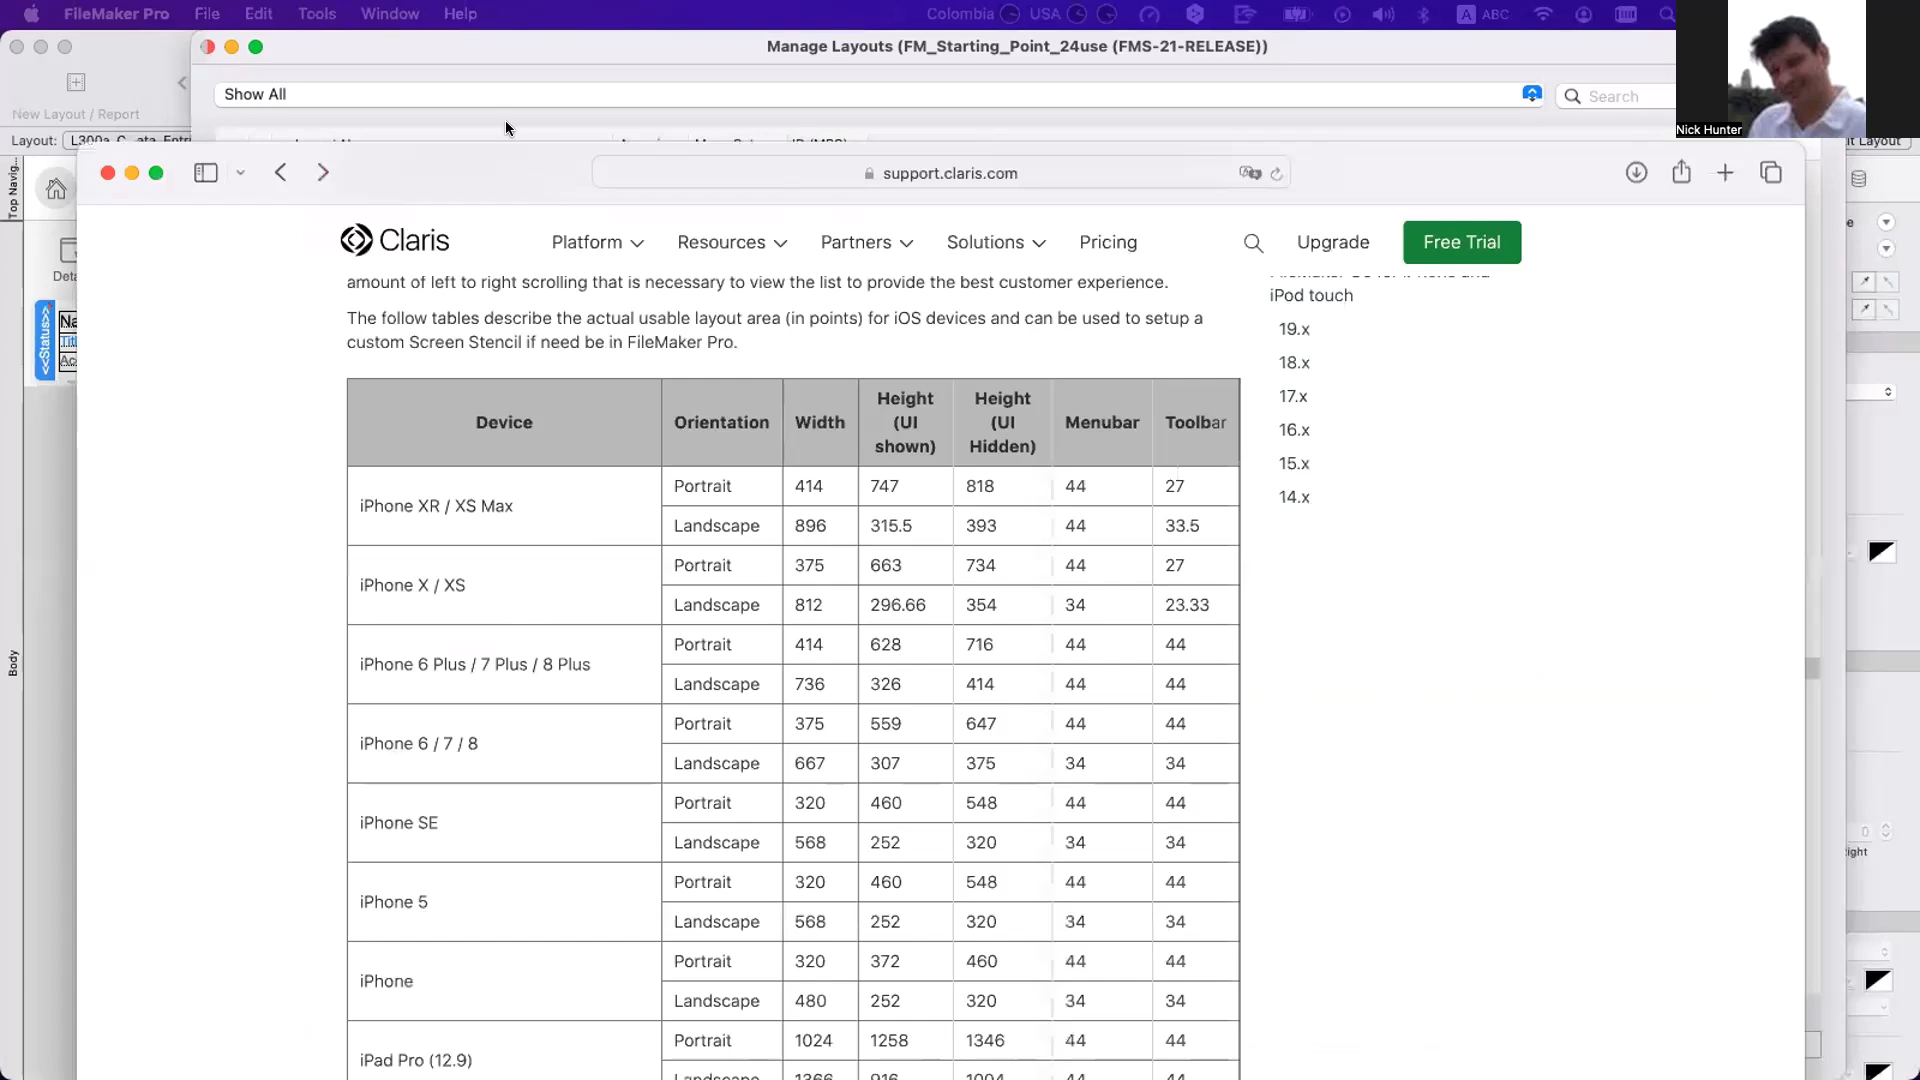 FileMaker Pro File Edit Tools Window Help Colombia USA A ABC
Manage Layouts (FM_Starting_Point_24use (FMS-21-RELEASE))
Show All
Search
New Layout / Report
Layout:
Nick Hunter
Top Navig...
support.claris.com
Claris
Platform Resources Partners Solutions Pricing Upgrade Free Trial
amount of left to right scrolling that is necessary to view the list to provide the best customer experience.
The follow tables describe the actual usable layout area (in points) for iOS devices and can be used to setup a
custom Screen Stencil if need be in FileMaker Pro.
iPod touch
19.x
18.x
17.x
16.x
15.x
14.x
<<Status>>
Body
Device Orientation Width Height (UI shown) Height (UI Hidden) Menubar Toolbar
iPhone XR / XS Max
Portrait 414 747 818 44 27
Landscape 896 315.5 393 44 33.5
iPhone X / XS
Portrait 375 663 734 44 27
Landscape 812 296.66 354 34 23.33
iPhone 6 Plus / 7 Plus / 8 Plus
Portrait 414 628 716 44 44
Landscape 736 326 414 44 44
iPhone 6 / 7 / 8
Portrait 375 559 647 44 44
Landscape 667 307 375 34 34
iPhone SE
Portrait 320 460 548 44 44
Landscape 568 252 320 34 34
iPhone 5
Portrait 320 460 548 44 44
Landscape 568 252 320 34 34
iPhone
Portrait 320 372 460 44 44
Landscape 480 252 320 34 34
iPad Pro (12.9)
Portrait 1024 1258 1346 44 44